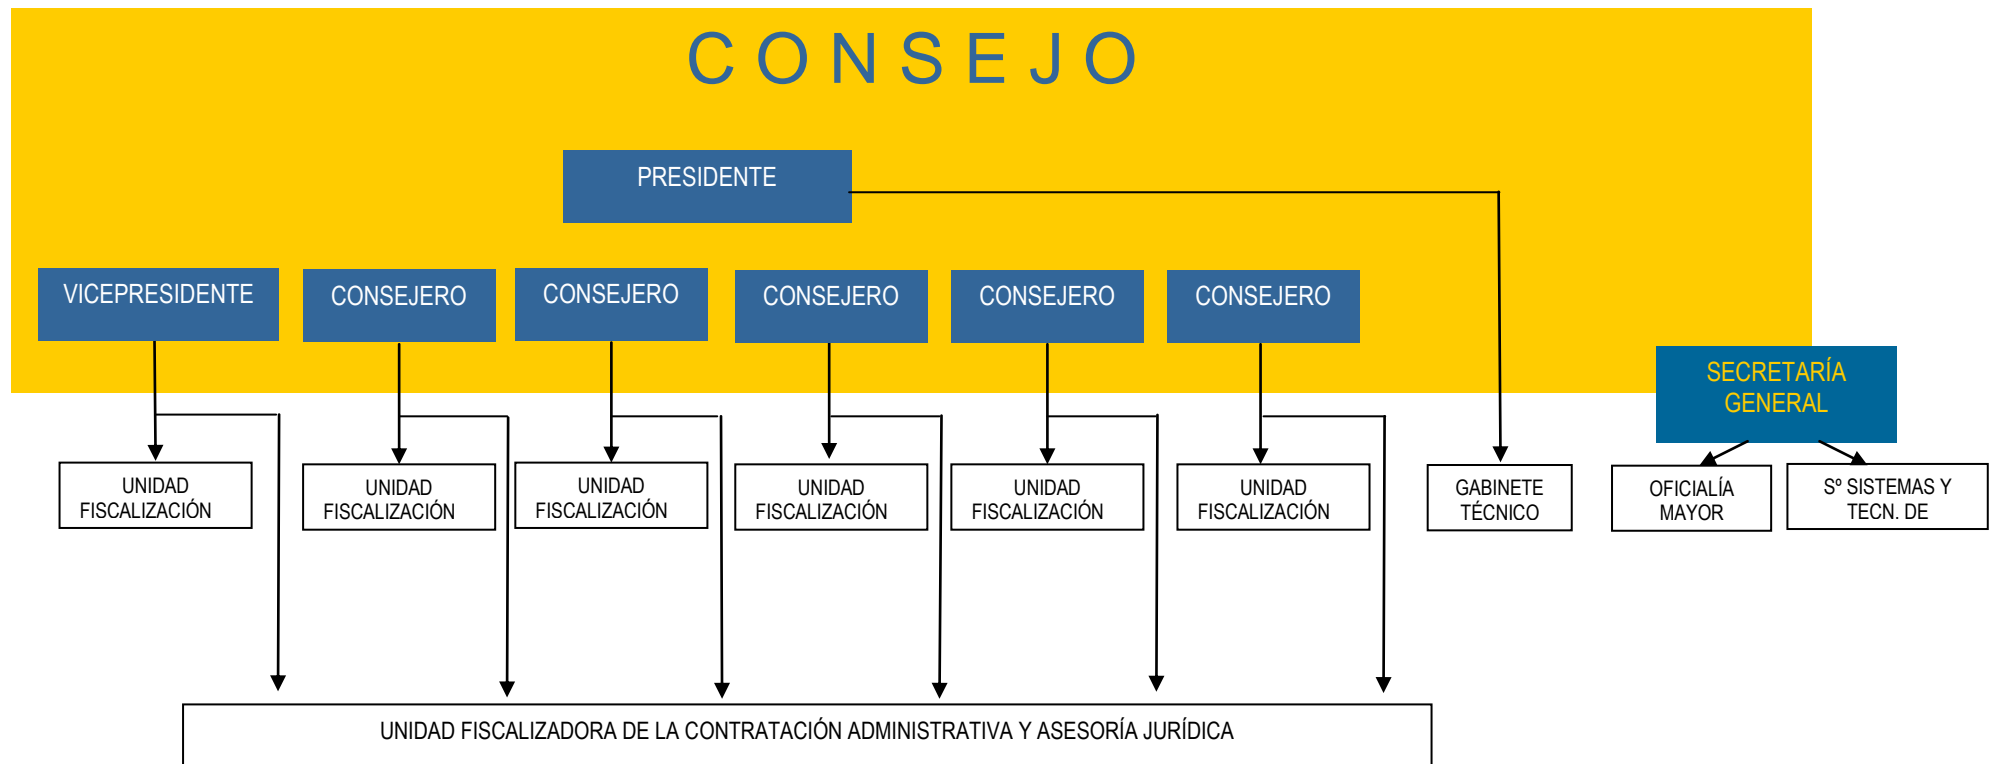 CONSEJO
PRESIDENTE
VICEPRESIDENTE
CONSEJERO
CONSEJERO
CONSEJERO
CONSEJERO
CONSEJERO
SECRETARÍA
GENERAL
UNIDAD
FISCALIZACIÓN
UNIDAD
FISCALIZACIÓN
UNIDAD
FISCALIZACIÓN
UNIDAD
FISCALIZACIÓN
UNIDAD
FISCALIZACIÓN
UNIDAD
FISCALIZACIÓN
GABINETE
TÉCNICO
OFICIALÍA
MAYOR
Sº SISTEMAS Y
TECN. DE
UNIDAD FISCALIZADORA DE LA CONTRATACIÓN ADMINISTRATIVA Y ASESORÍA JURÍDICA